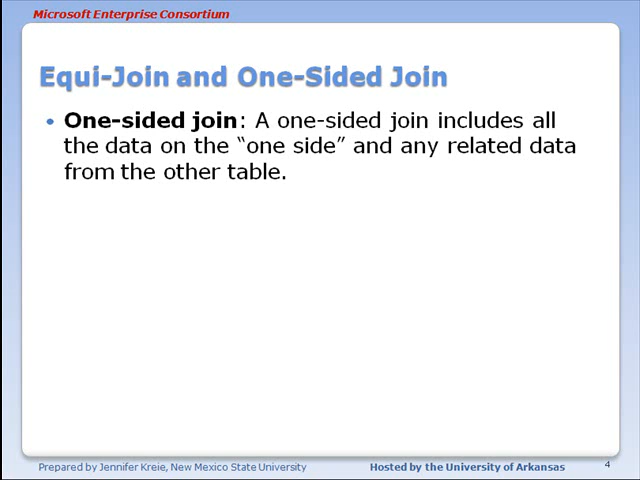 Microsoft Enterprise Consortium
Equi-Join and One-Sided Join
• One-sided join: A one-sided join includes all
the data on the “one side” and any related data
from the other table.
Prepared by Jennifer Kreie, New Mexico State University Hosted by the University of Arkansas 4